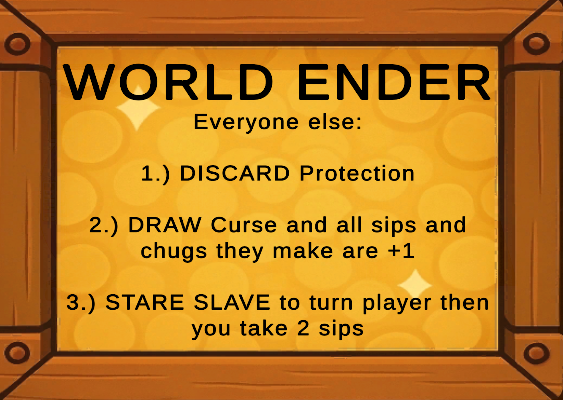 WORLD ENDER
Everyone else:
1.) DISCARD Protection
2.) DRAW Curse and all sips and
chugs they make are +1
3.) STARE SLAVE to turn player then
you take 2 sips